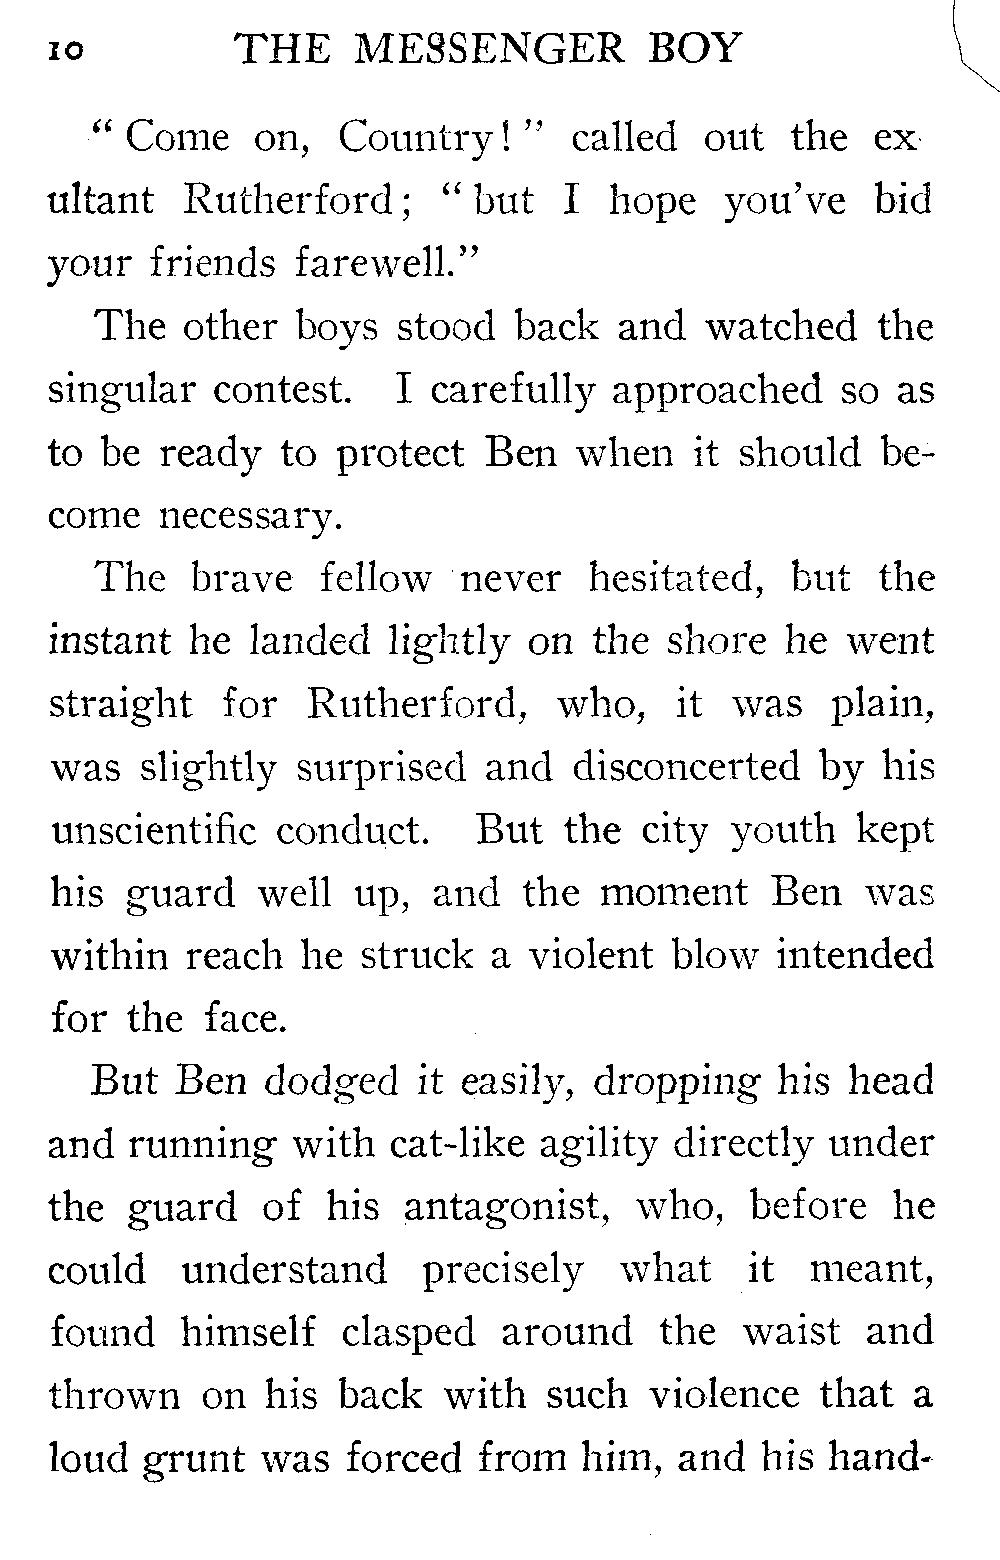 10 THE MESSENGER BOY
“ Come on, Country! ” called out the ex-
ultant Rutherford; “ but I hope you’ve bid
your friends farewell.”
The other boys stood back and watched the
singular contest. I carefully approached so as
to be ready to protect Ben when it should be-
come necessary.
The brave fellow never hesitated, but the
instant he landed lightly on the shore he went
straight for Rutherford, who, it was plain,
was slightly surprised and disconcerted by his
unscientific conduct. But the city youth kept
his guard well up, and the moment Ben was
within reach he struck a violent blow intended
for the face.
But Ben dodged it easily, dropping his head
and running with cat-like agility directly under
the guard of his antagonist, who, before he
could understand precisely what it meant,
found himself clasped around the waist and
thrown on his back with such violence that a
loud grunt was forced from him, and his hand-